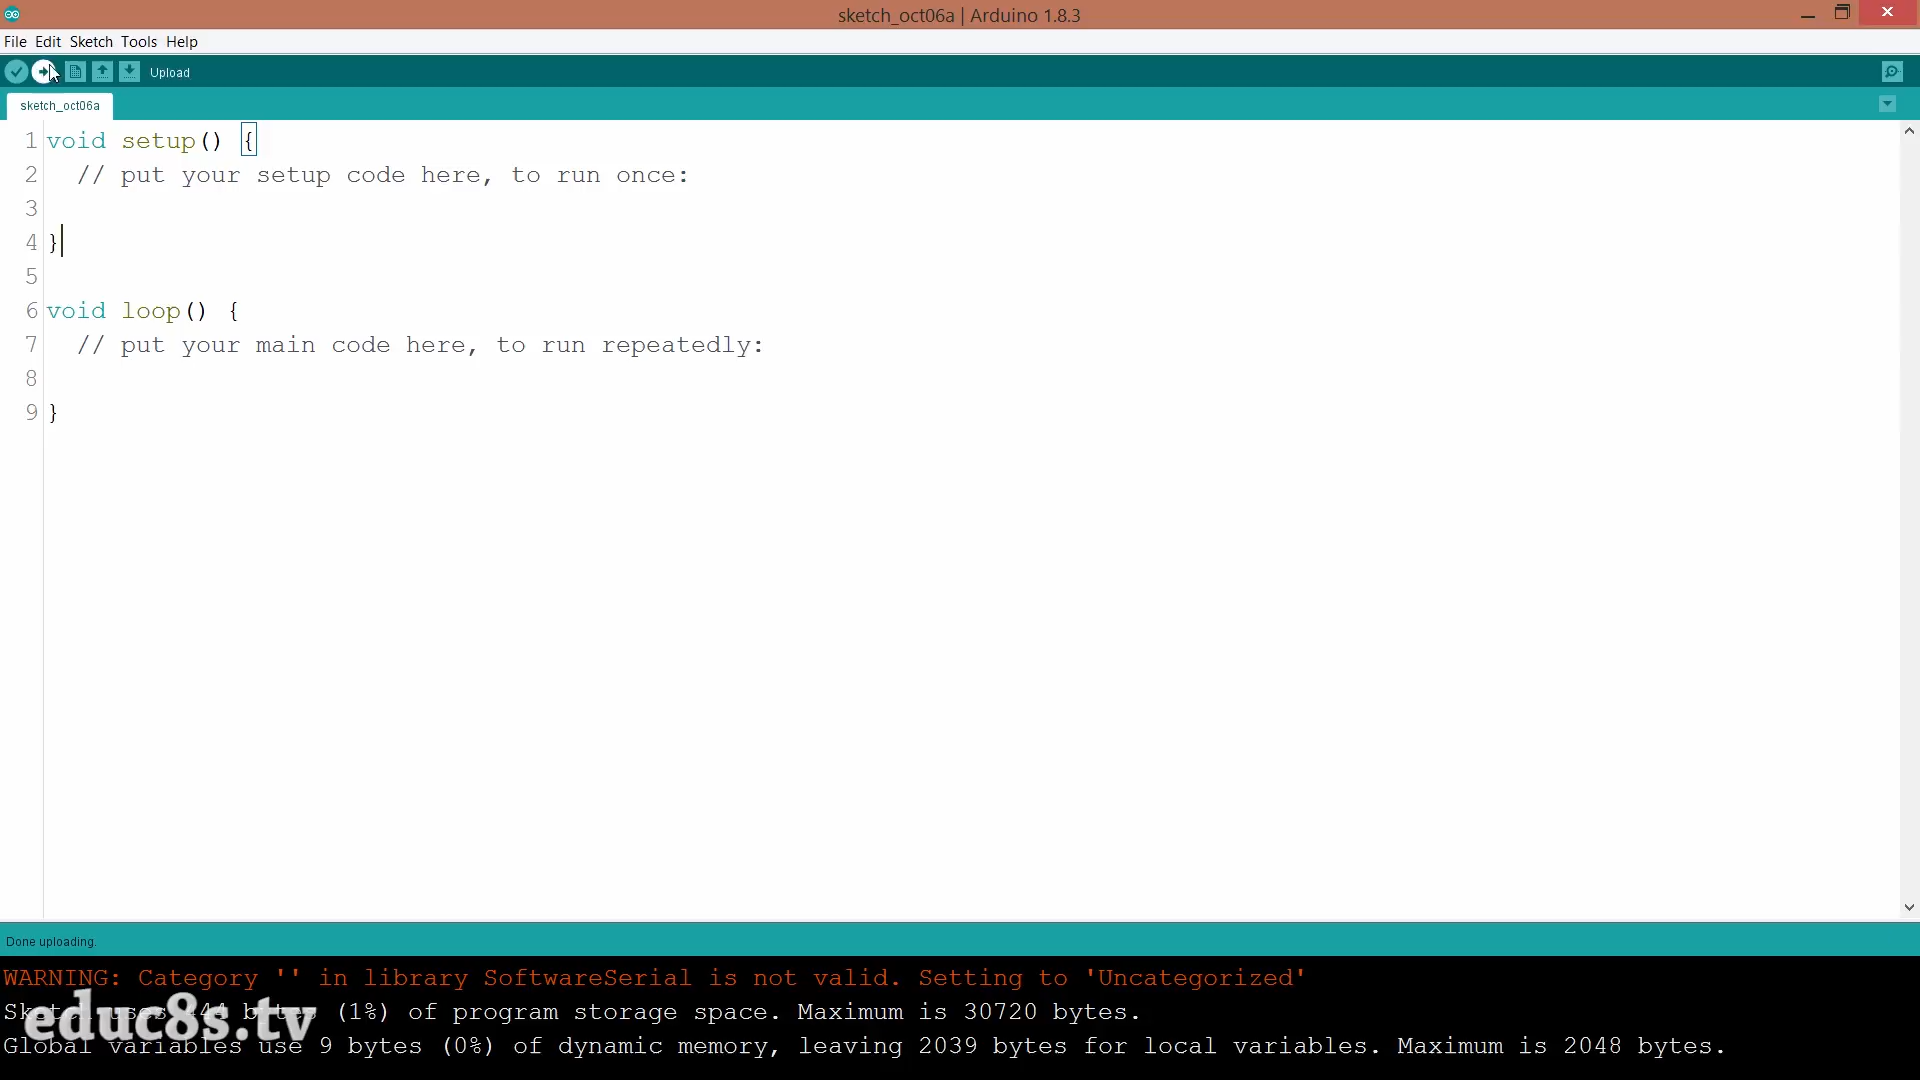 sketch_oct06a | Arduino 1.8.3
File Edit Sketch Tools Help
Upload
sketch_oct06a
1 void setup() {
2 // put your setup code here, to run once:
3
4 }
5
6 void loop() {
7 // put your main code here, to run repeatedly:
8
9 }
Done uploading.
WARNING: Category '' in library SoftwareSerial is not valid. Setting to 'Uncategorized'
Sketch uses 444 bytes (1%) of program storage space. Maximum is 30720 bytes.
educ8s.tv
Global variables use 9 bytes (0%) of dynamic memory, leaving 2039 bytes for local variables. Maximum is 2048 bytes.